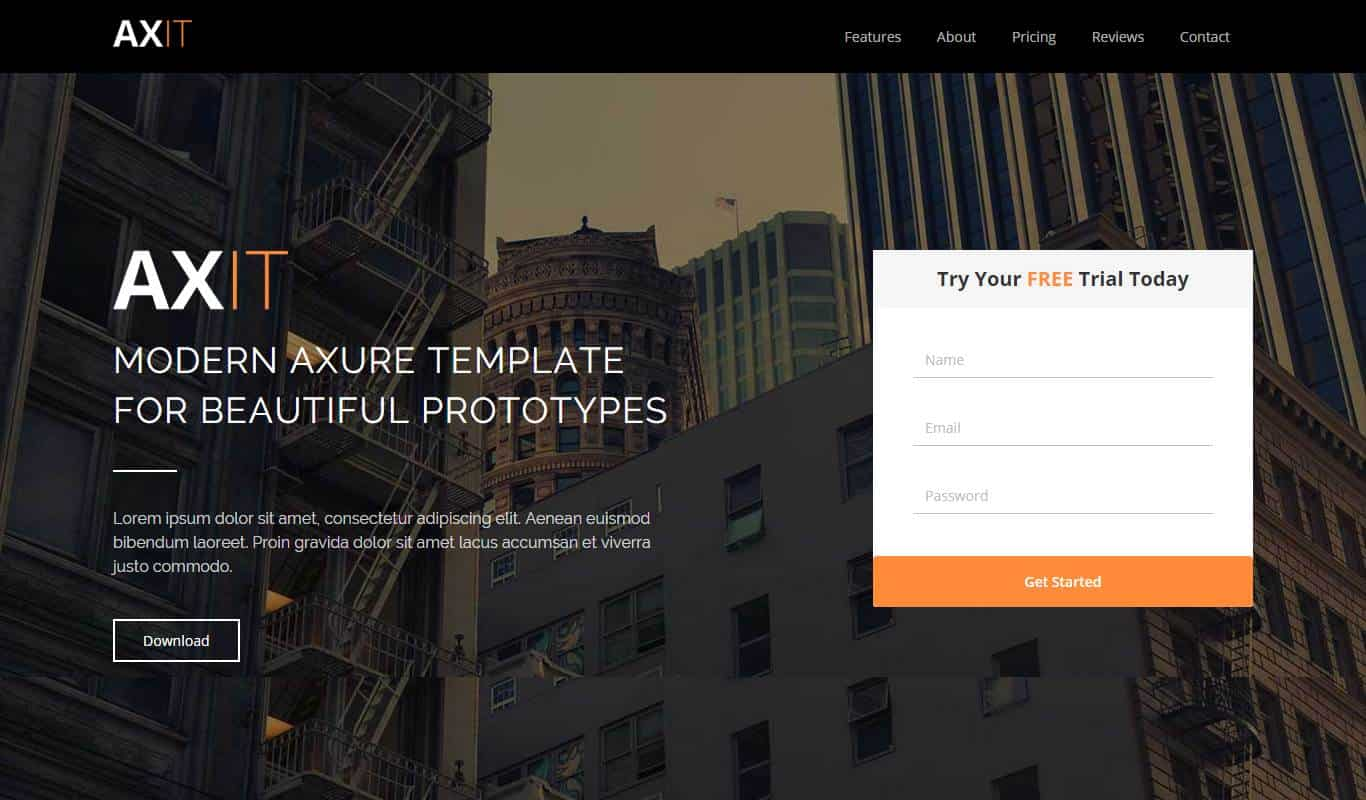 AXIT
Features
About
Pricing
Reviews
Contact
AXIT
MODERN AXURE TEMPLATE
FOR BEAUTIFUL PROTOTYPES
Lorem ipsum dolor sit amet, consectetur adipiscing elit. Aenean euismod
bibendum laoreet. Proin gravida dolor sit amet lacus accumsan et viverra
justo commodo.
Download
Try Your FREE Trial Today
Name
Email
Password
Get Started